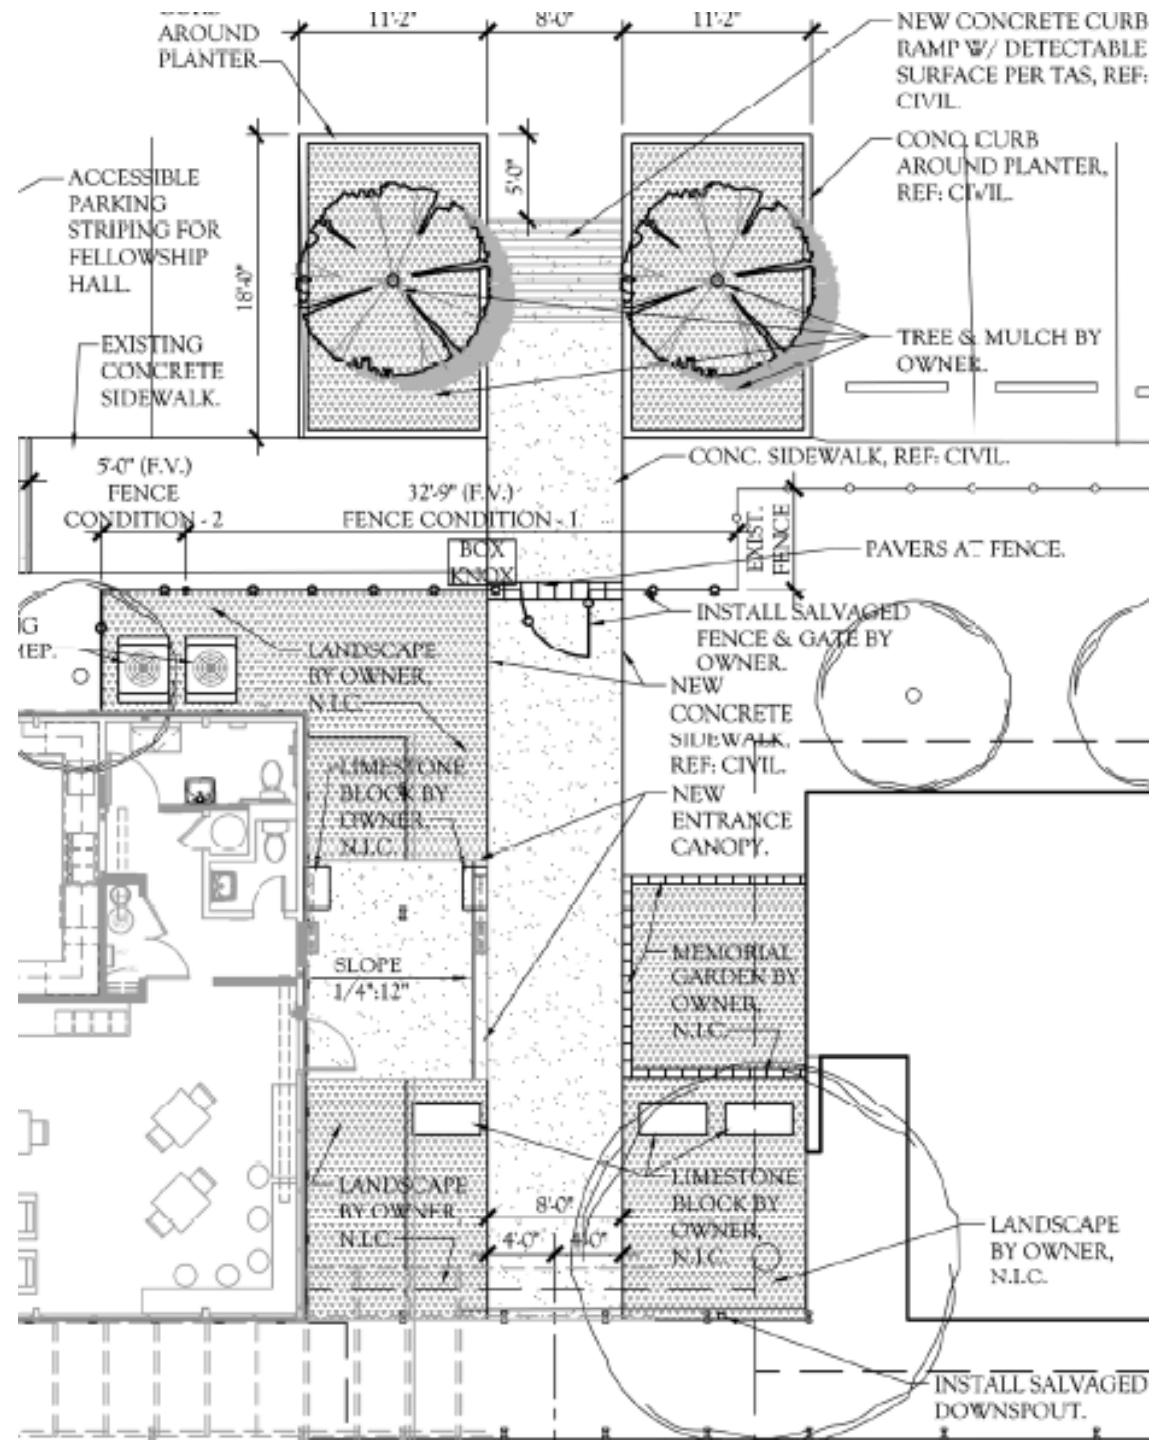 11'-2"
8'-0"
11'-2"
AROUND
PLANTER
NEW CONCRETE CURB
RAMP W/ DETECTABLE
SURFACE PER TAS, REF:
CIVIL.
CONC. CURB
AROUND PLANTER,
REF: CIVIL.
5'-0"
ACCESSIBLE
PARKING
STRIPING FOR
FELLOWSHIP
HALL.
18'-0"
EXISTING
CONCRETE
SIDEWALK.
TREE & MULCH BY
OWNER.
CONC. SIDEWALK, REF: CIVIL.
5'-0" (F.V.)
FENCE
CONDITION - 2
32'-9" (F.V.)
FENCE CONDITION - 1
EXIST.
FENCE
BOX
KNOX
PAVERS AT FENCE.
INSTALL SALVAGED
FENCE & GATE BY
OWNER.
MEP.
LANDSCAPE
BY OWNER,
N.I.C.
NEW
CONCRETE
SIDEWALK,
REF: CIVIL.
LIMESTONE
BLOCK BY
OWNER,
N.I.C.
NEW
ENTRANCE
CANOPY.
SLOPE
1/4":12"
MEMORIAL
GARDEN BY
OWNER,
N.I.C.
LANDSCAPE
BY OWNER,
N.I.C.
LIMESTONE
BLOCK BY
OWNER,
N.I.C.
8'-0"
4'-0"
4'-0"
LANDSCAPE
BY OWNER,
N.I.C.
INSTALL SALVAGED
DOWNSPOUT.